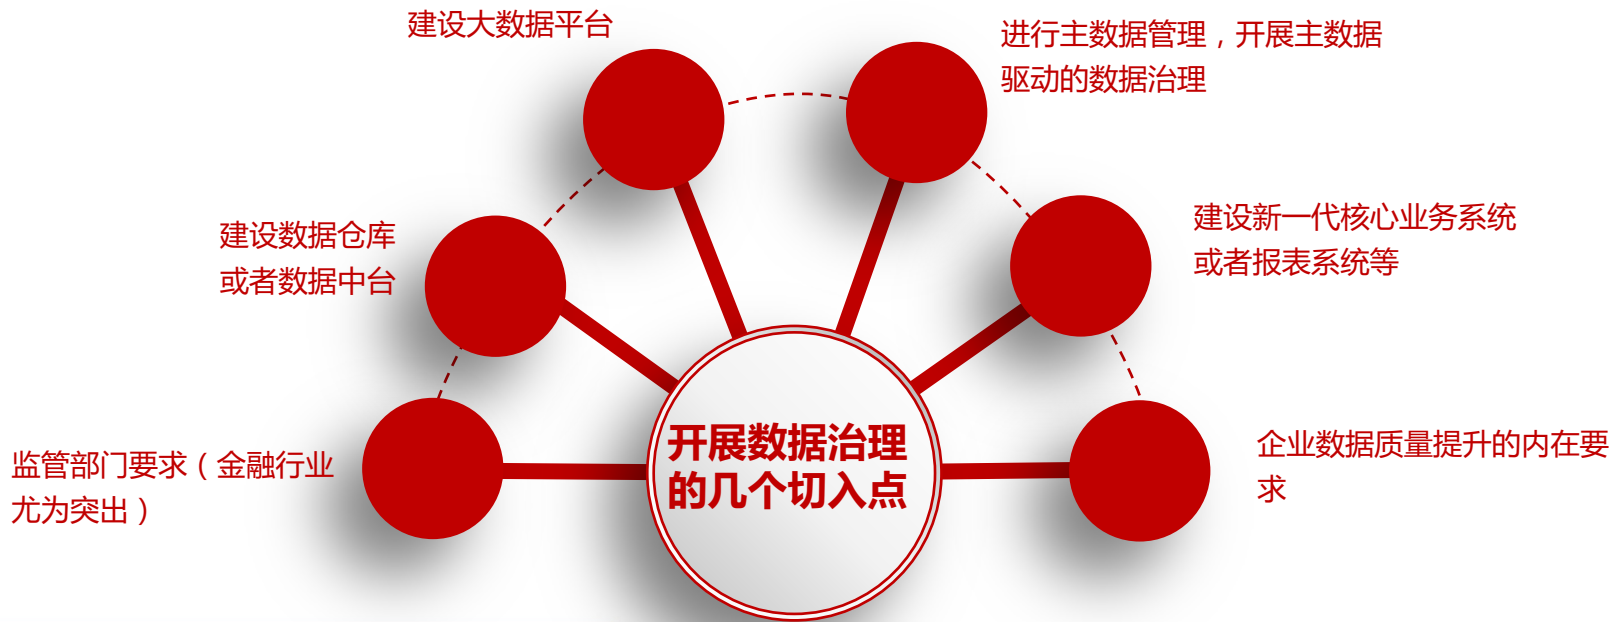 建设大数据平台
进行主数据管理，开展主数据
驱动的数据治理
建设数据仓库
或者数据中台
建设新一代核心业务系统
或者报表系统等
监管部门要求（金融行业
尤为突出）
开展数据治理
的几个切入点
企业数据质量提升的内在要
求